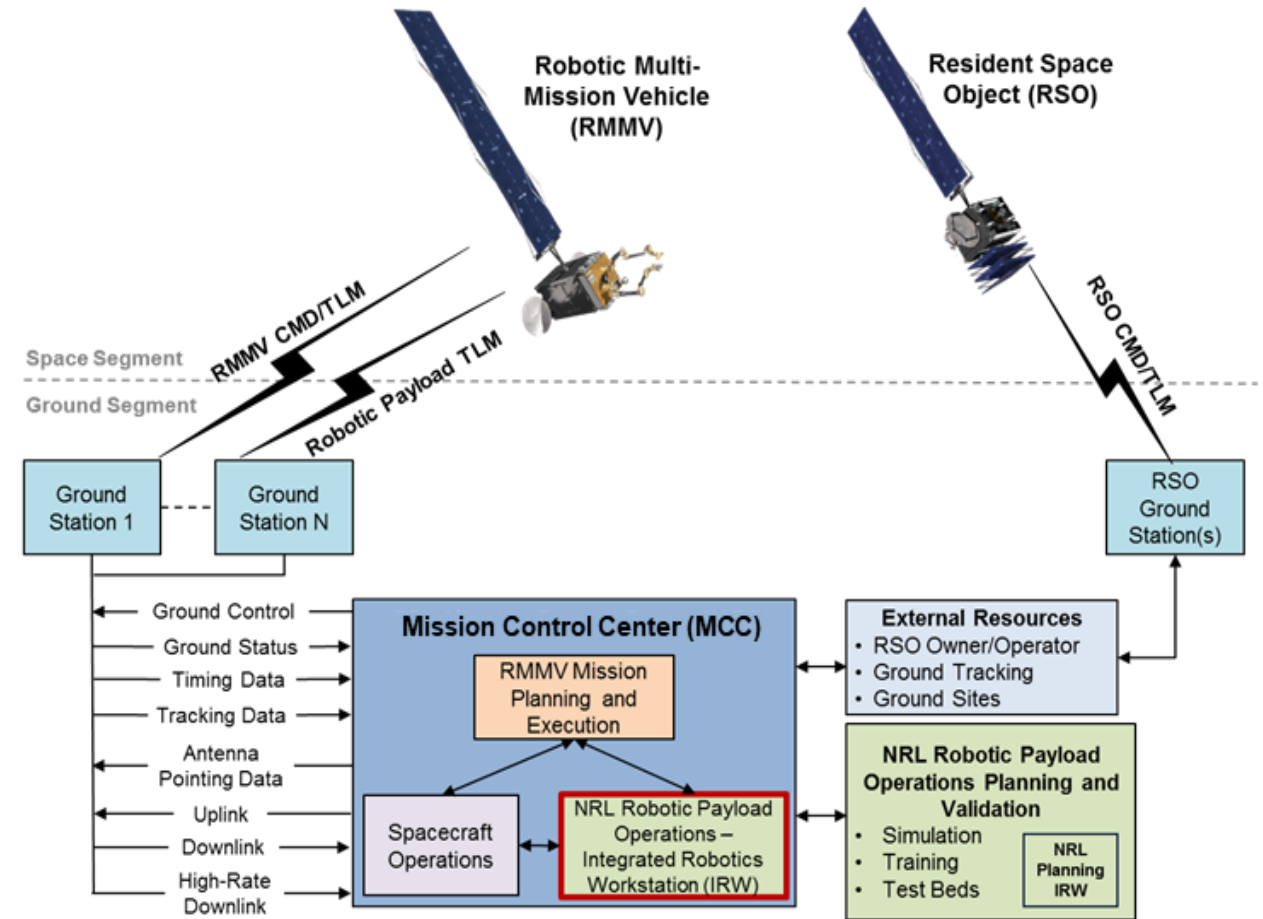 Robotic Multi-
Mission Vehicle
(RMMV)
Resident Space
Object (RSO)
RMMV CMD/TLM
Robotic Payload TLM
RSO CMD/TLM
Space Segment
Ground Segment
Ground
Station 1
Ground
Station N
RSO
Ground
Station(s)
Ground Control
Ground Status
Timing Data
Tracking Data
Antenna
Pointing Data
Uplink
Downlink
High-Rate
Downlink
Mission Control Center (MCC)
RMMV Mission
Planning and
Execution
Spacecraft
Operations
NRL Robotic Payload
Operations –
Integrated Robotics
Workstation (IRW)
External Resources
• RSO Owner/Operator
• Ground Tracking
• Ground Sites
NRL Robotic Payload
Operations Planning and
Validation
• Simulation
• Training
• Test Beds
NRL
Planning
IRW